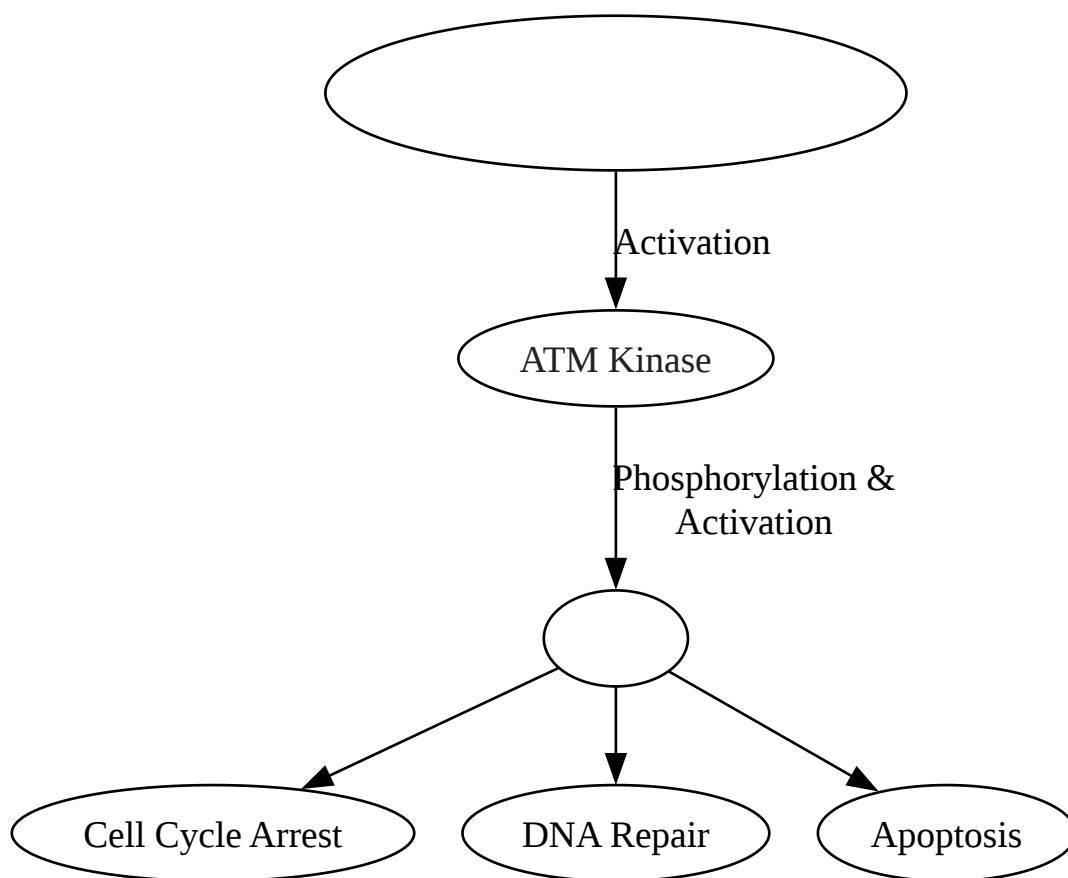 Activation
ATM Kinase
Phosphorylation &
Activation
Cell Cycle Arrest
DNA Repair
Apoptosis